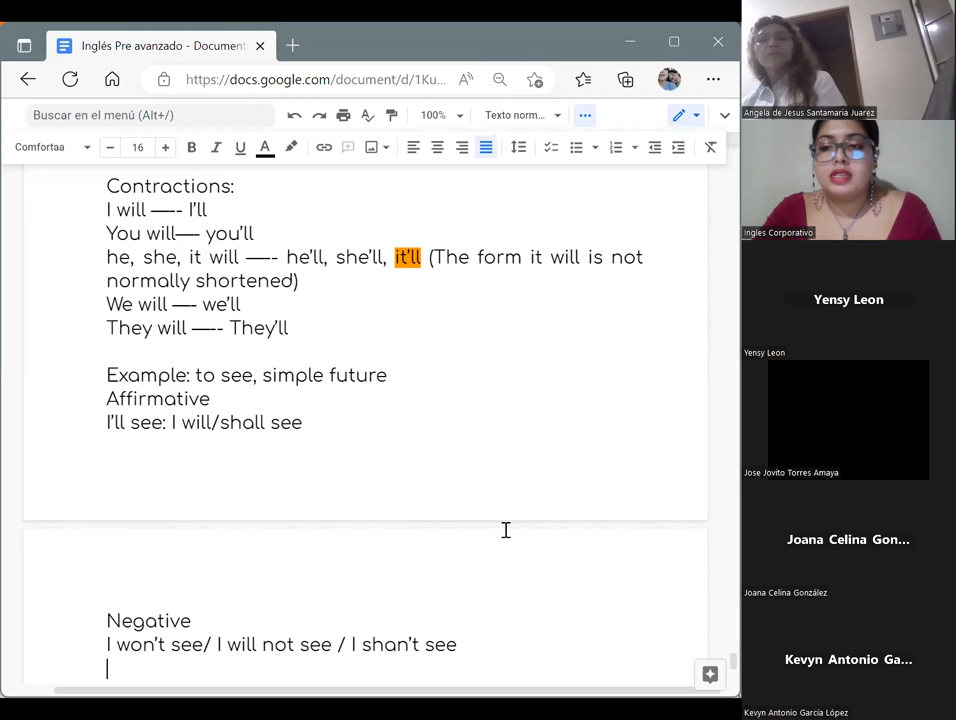 Inglés Pre avanzado - Document
https://docs.google.com/document/d/1Ku...
Buscar en el menú (Alt+/)
100%
Texto norm...
Comfortaa
16
Contractions:
I will —-- I'll
You will—- you'll
he, she, it will —-- he'll, she'll, it'll (The form it will is not
normally shortened)
We will —- we'll
They will —-- They'll
Example: to see, simple future
Affirmative
I'll see: I will/shall see
Negative
I won't see/ I will not see / I shan't see
Angela de Jesus Santamaria Juarez
Ingles Corporativo
Yensy Leon
Yensy Leon
Jose Jovito Torres Amaya
Joana Celina Gon...
Joana Celina González
Kevyn Antonio Ga...
Kevyn Antonio García López